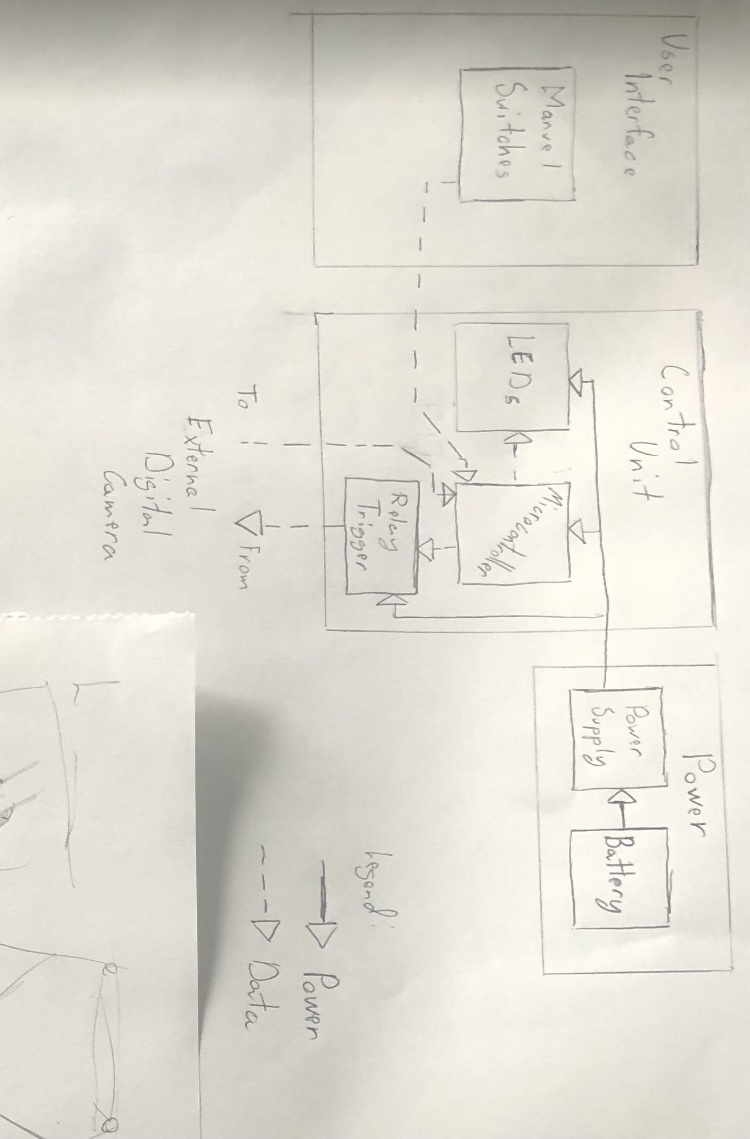 User
Interface
Manual
Switches
Control
Unit
LEDs
Microcontroller
Relay
Trigger
To
From
External
Digital
Camera
Power
Power
Supply
Battery
Legend:
Power
Data